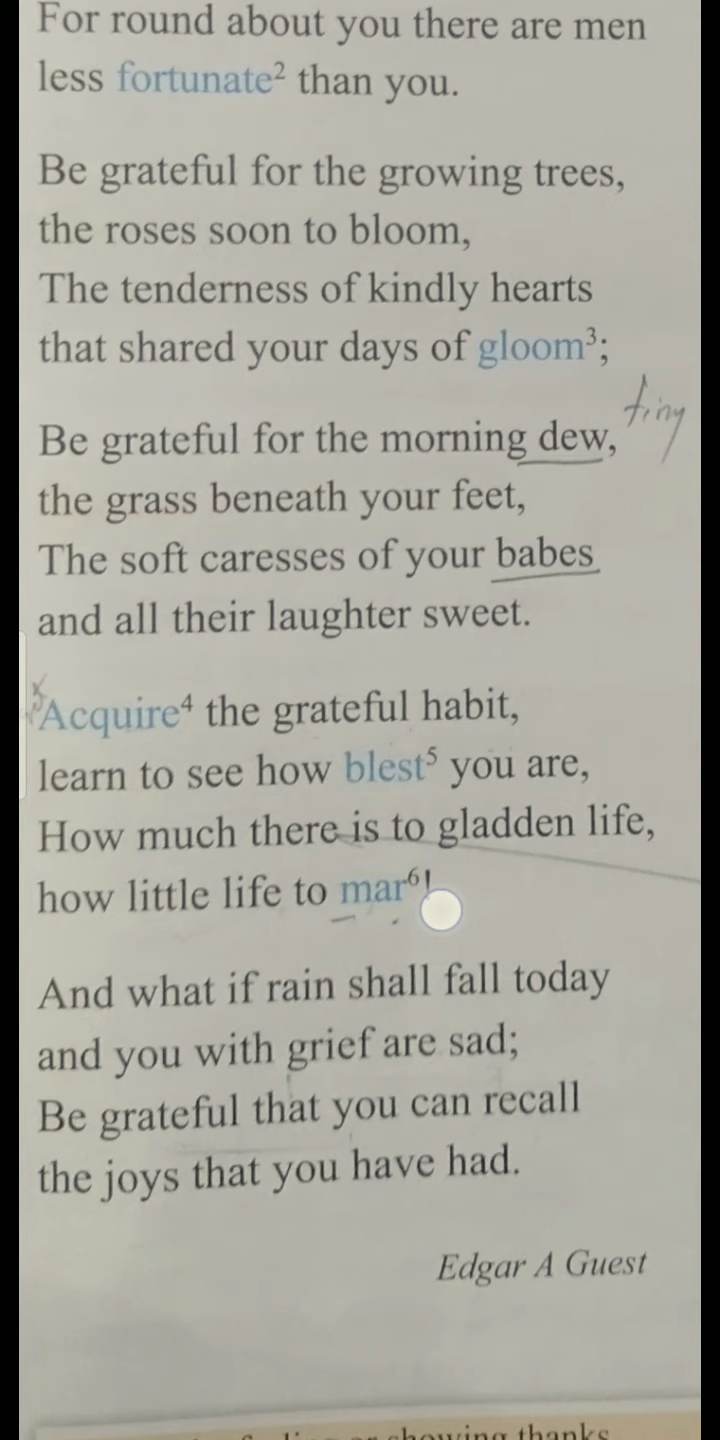 For round about you there are men
less fortunate² than you.
Be grateful for the growing trees,
the roses soon to bloom,
The tenderness of kindly hearts
that shared your days of gloom³;
tiny
Be grateful for the morning dew,
the grass beneath your feet,
The soft caresses of your babes
and all their laughter sweet.
Acquire⁴ the grateful habit,
learn to see how blest⁵ you are,
How much there is to gladden life,
how little life to mar⁶!
And what if rain shall fall today
and you with grief are sad;
Be grateful that you can recall
the joys that you have had.
Edgar A Guest
showing thanks